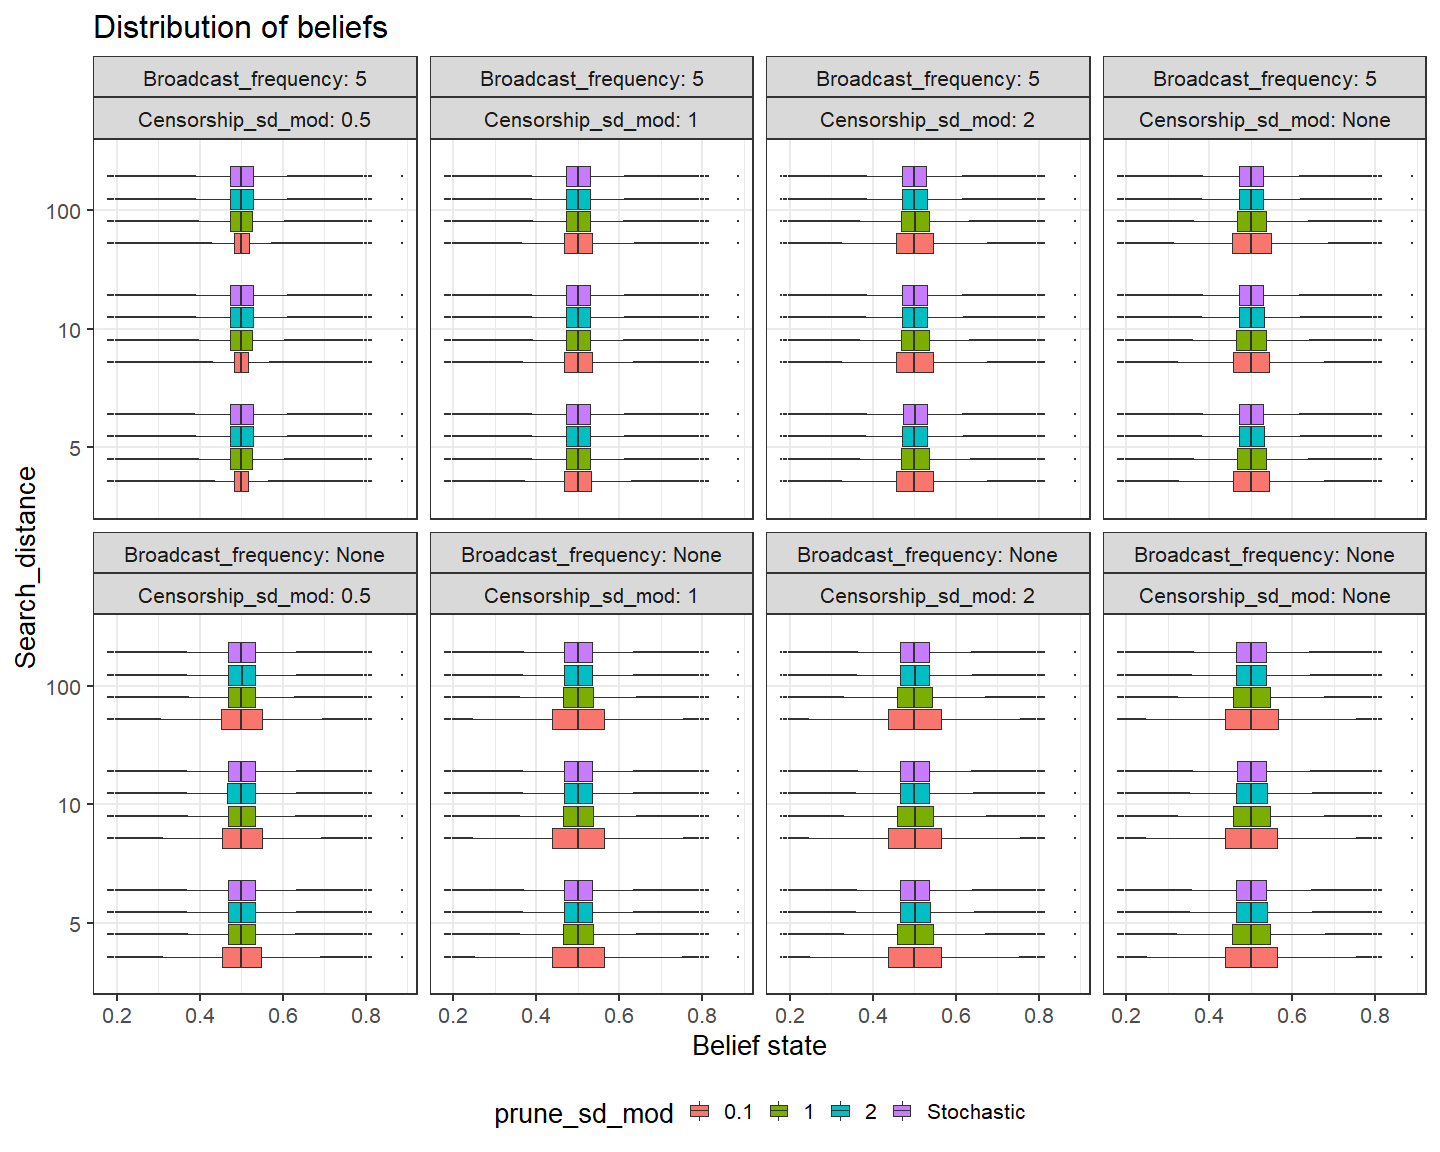 Distribution of beliefs
Broadcast_frequency: 5
Broadcast_frequency: 5
Broadcast_frequency: 5
Broadcast_frequency: 5
Censorship_sd_mod: 0.5
Censorship_sd_mod: 1
Censorship_sd_mod: 2
Censorship_sd_mod: None
100
10
5
Search_distance
Broadcast_frequency: None
Broadcast_frequency: None
Broadcast_frequency: None
Broadcast_frequency: None
Censorship_sd_mod: 0.5
Censorship_sd_mod: 1
Censorship_sd_mod: 2
Censorship_sd_mod: None
100
10
5
0.2 0.4 0.6 0.8
0.2 0.4 0.6 0.8
0.2 0.4 0.6 0.8
0.2 0.4 0.6 0.8
Belief state
prune_sd_mod 0.1 1 2 Stochastic